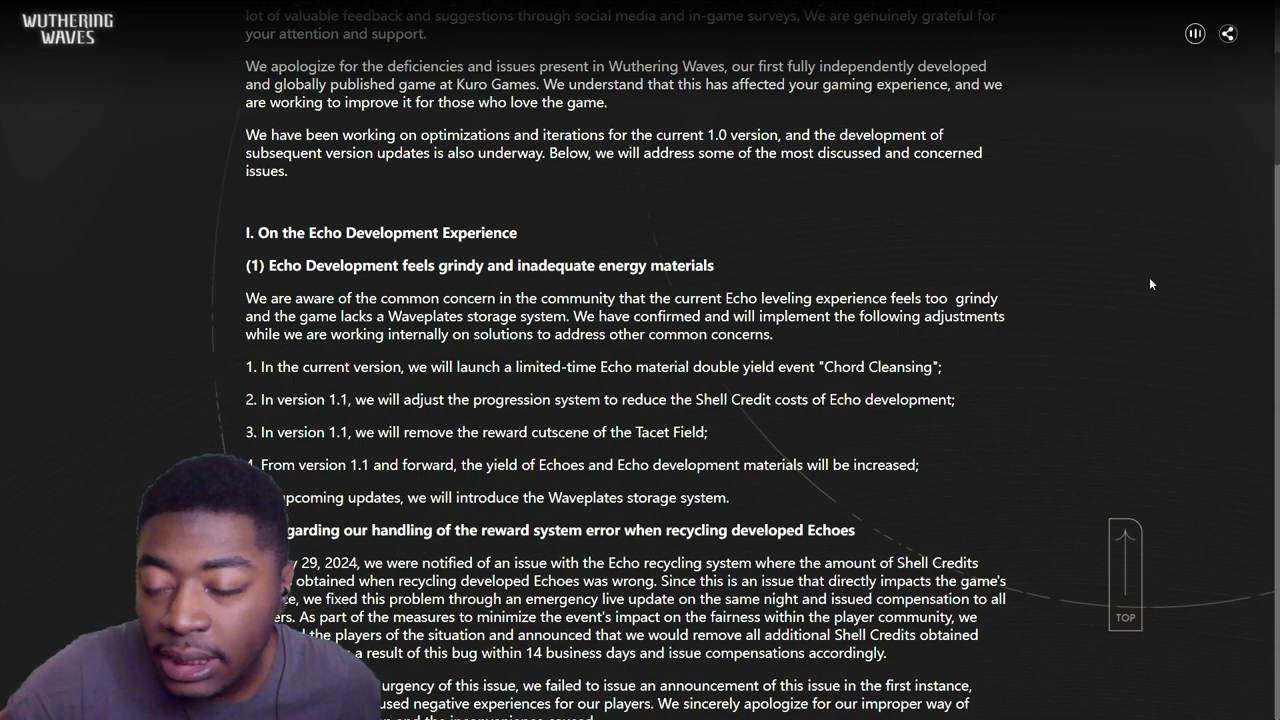 WUTHERING
WAVES
lot of valuable feedback and suggestions through social media and in-game surveys. We are genuinely grateful for
your attention and support.
We apologize for the deficiencies and issues present in Wuthering Waves, our first fully independently developed
and globally published game at Kuro Games. We understand that this has affected your gaming experience, and we
are working to improve it for those who love the game.
We have been working on optimizations and iterations for the current 1.0 version, and the development of
subsequent version updates is also underway. Below, we will address some of the most discussed and concerned
issues.
I. On the Echo Development Experience
(1) Echo Development feels grindy and inadequate energy materials
We are aware of the common concern in the community that the current Echo leveling experience feels too  grindy
and the game lacks a Waveplates storage system. We have confirmed and will implement the following adjustments
while we are working internally on solutions to address other common concerns.
1. In the current version, we will launch a limited-time Echo material double yield event "Chord Cleansing";
2. In version 1.1, we will adjust the progression system to reduce the Shell Credit costs of Echo development;
3. In version 1.1, we will remove the reward cutscene of the Tacet Field;
From version 1.1 and forward, the yield of Echoes and Echo development materials will be increased;
upcoming updates, we will introduce the Waveplates storage system.
garding our handling of the reward system error when recycling developed Echoes
29, 2024, we were notified of an issue with the Echo recycling system where the amount of Shell Credits
obtained when recycling developed Echoes was wrong. Since this is an issue that directly impacts the game's
we fixed this problem through an emergency live update on the same night and issued compensation to all
As part of the measures to minimize the event's impact on the fairness within the player community, we
the players of the situation and announced that we would remove all additional Shell Credits obtained
a result of this bug within 14 business days and issue compensations accordingly.
urgency of this issue, we failed to issue an announcement of this issue in the first instance,
used negative experiences for our players. We sincerely apologize for our improper way of
TOP